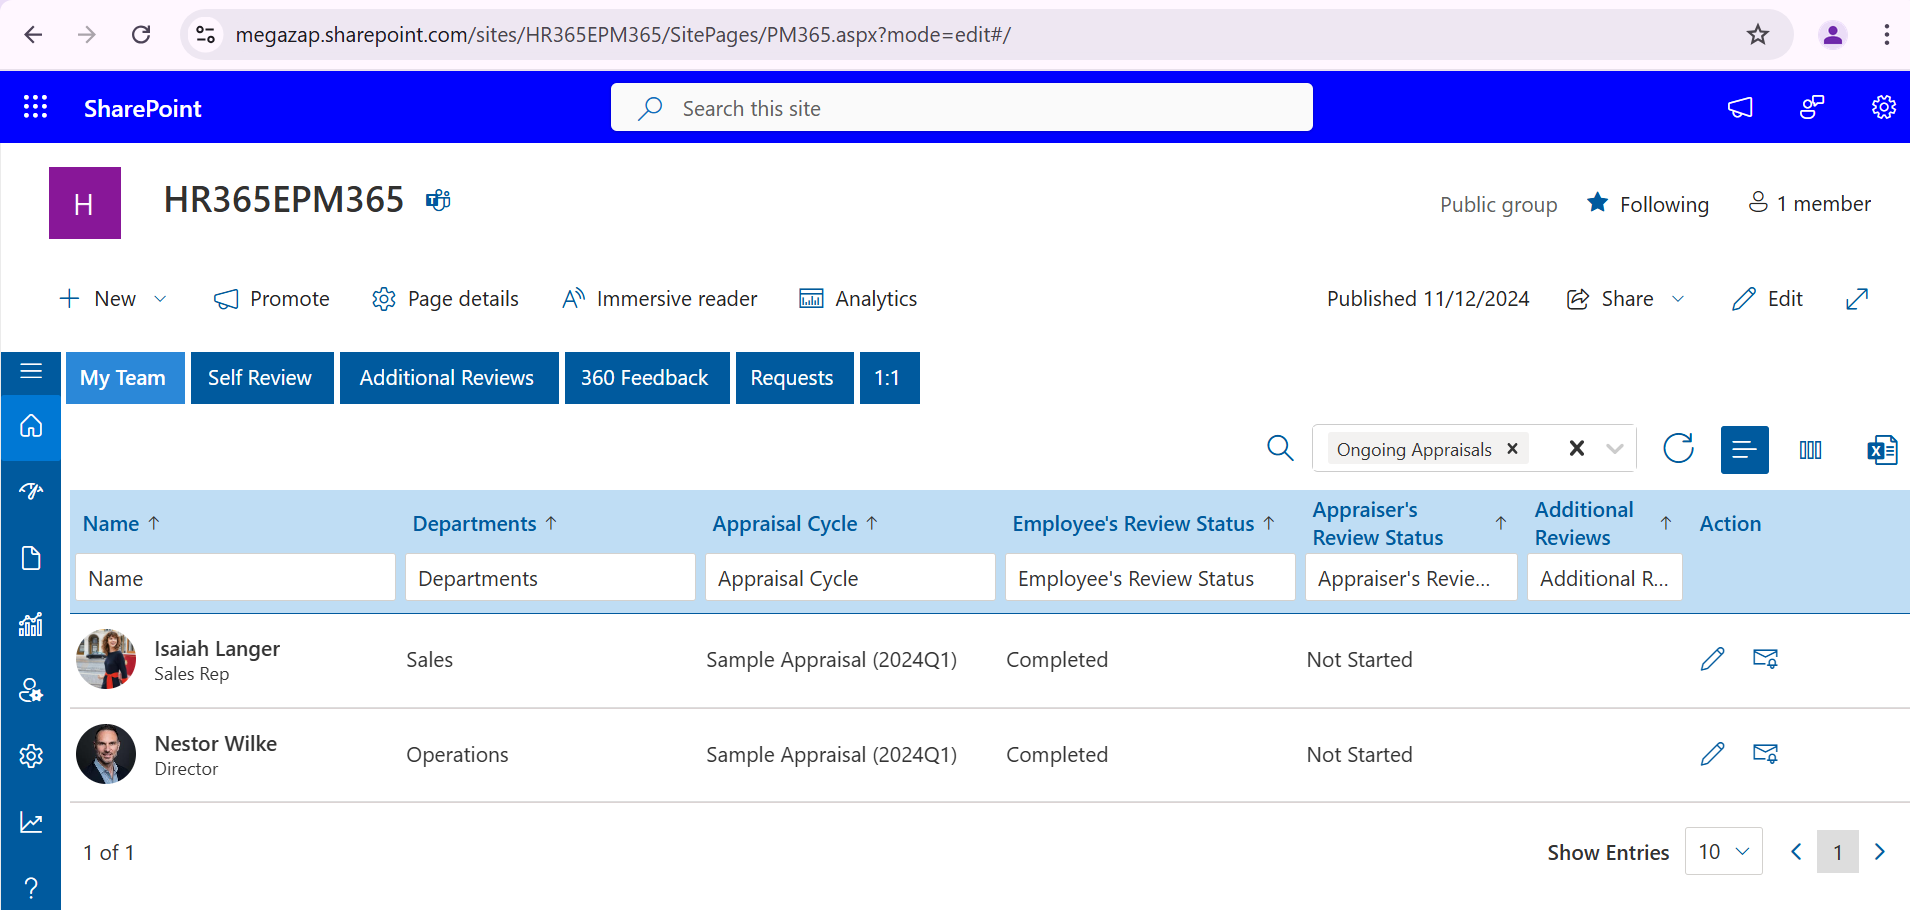 megazap.sharepoint.com/sites/HR365EPM365/SitePages/PM365.aspx?mode=edit#/
SharePoint
Search this site
H
HR365EPM365
Public group
Following
1 member
New
Promote
Page details
Immersive reader
Analytics
Published 11/12/2024
Share
Edit
My Team
Self Review
Additional Reviews
360 Feedback
Requests
1:1
Ongoing Appraisals
Name
Departments
Appraisal Cycle
Employee's Review Status
Appraiser's
Review Status
Additional
Reviews
Action
Name
Departments
Appraisal Cycle
Employee's Review Status
Appraiser's Revie...
Additional R...
Isaiah Langer
Sales Rep
Sales
Sample Appraisal (2024Q1)
Completed
Not Started
Nestor Wilke
Director
Operations
Sample Appraisal (2024Q1)
Completed
Not Started
1 of 1
Show Entries
10
1